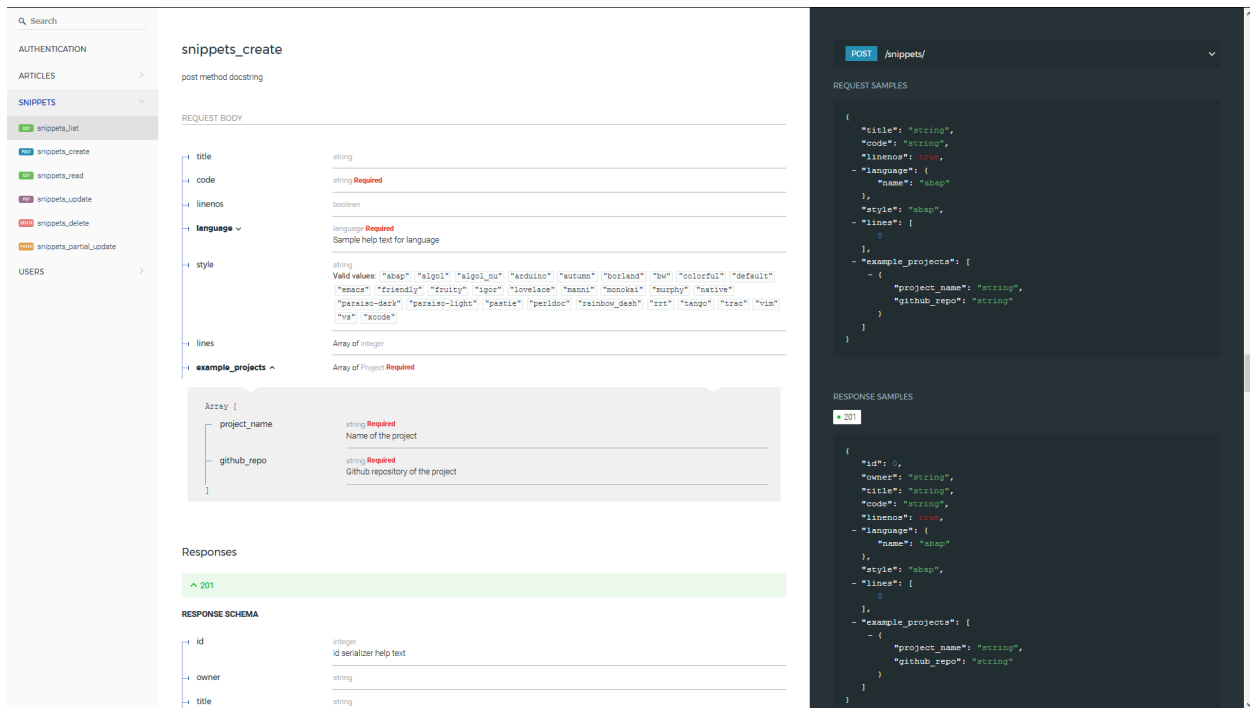 Search
AUTHENTICATION
ARTICLES
SNIPPETS
GET snippets_list
POST snippets_create
GET snippets_read
PUT snippets_update
DELETE snippets_delete
PATCH snippets_partial_update
USERS
snippets_create
post method docstring
REQUEST BODY
title string
code string Required
linenos boolean
language language Required
Sample help text for language
style string
Valid values: "abap" "algol" "algol_nu" "arduino" "autumn" "borland" "bw" "colorful" "default"
"emacs" "friendly" "fruity" "igor" "lovelace" "manni" "monokai" "murphy" "native"
"paraiso-dark" "paraiso-light" "pastie" "perldoc" "rainbow_dash" "rrt" "tango" "trac" "vim"
"vs" "xcode"
lines Array of integer
example_projects Array of Project Required
Array [
project_name string Required
Name of the project
github_repo string Required
Github repository of the project
]
Responses
201
RESPONSE SCHEMA
id integer
id serializer help text
owner string
title string
POST /snippets/
REQUEST SAMPLES
{
"title": "string",
"code": "string",
"linenos": true,
- "language": {
"name": "abap"
},
"style": "abap",
- "lines": [
0
],
- "example_projects": [
- {
"project_name": "string",
"github_repo": "string"
}
]
}
RESPONSE SAMPLES
201
{
"id": 0,
"owner": "string",
"title": "string",
"code": "string",
"linenos": true,
- "language": {
"name": "abap"
},
"style": "abap",
- "lines": [
0
],
- "example_projects": [
- {
"project_name": "string",
"github_repo": "string"
}
]
}